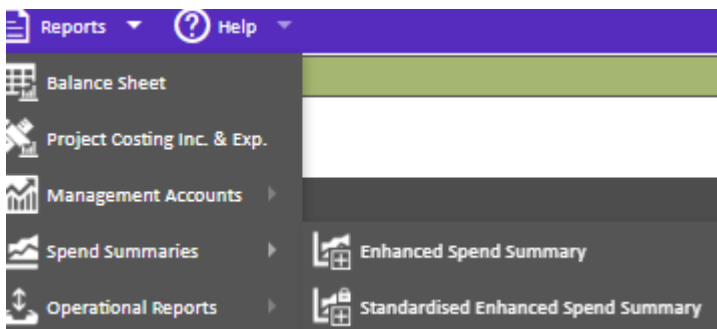 Reports Help
Balance Sheet
Project Costing Inc. & Exp.
Management Accounts
Spend Summaries
Enhanced Spend Summary
Operational Reports
Standardised Enhanced Spend Summary